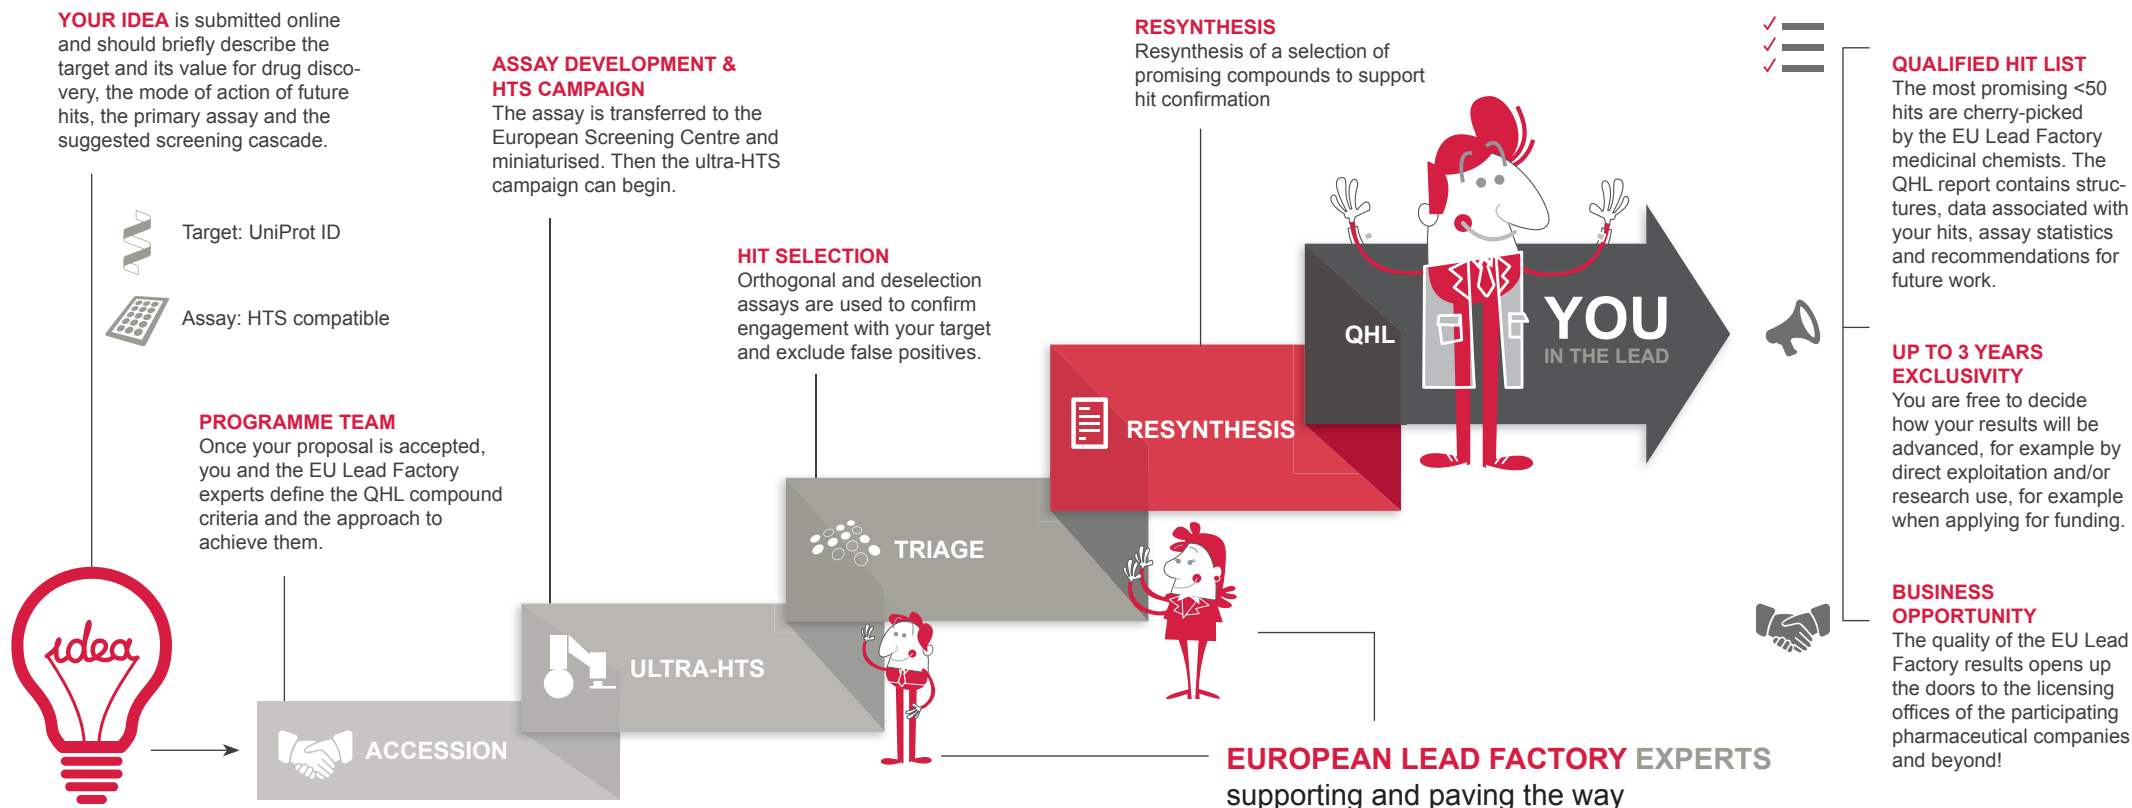 YOUR IDEA is submitted online
and should briefly describe the
target and its value for drug disco-
very, the mode of action of future
hits, the primary assay and the
suggested screening cascade.
Target: UniProt ID
Assay: HTS compatible
PROGRAMME TEAM
Once your proposal is accepted,
you and the EU Lead Factory
experts define the QHL compound
criteria and the approach to
achieve them.
idea
ACCESSION
ASSAY DEVELOPMENT &
HTS CAMPAIGN
The assay is transferred to the
European Screening Centre and
miniaturised. Then the ultra-HTS
campaign can begin.
ULTRA-HTS
HIT SELECTION
Orthogonal and deselection
assays are used to confirm
engagement with your target
and exclude false positives.
TRIAGE
RESYNTHESIS
Resynthesis of a selection of
promising compounds to support
hit confirmation
RESYNTHESIS
QHL
YOU
IN THE LEAD
EUROPEAN LEAD FACTORY EXPERTS
supporting and paving the way
QUALIFIED HIT LIST
The most promising <50
hits are cherry-picked
by the EU Lead Factory
medicinal chemists. The
QHL report contains struc-
tures, data associated with
your hits, assay statistics
and recommendations for
future work.
UP TO 3 YEARS
EXCLUSIVITY
You are free to decide
how your results will be
advanced, for example by
direct exploitation and/or
research use, for example
when applying for funding.
BUSINESS
OPPORTUNITY
The quality of the EU Lead
Factory results opens up
the doors to the licensing
offices of the participating
pharmaceutical companies
and beyond!